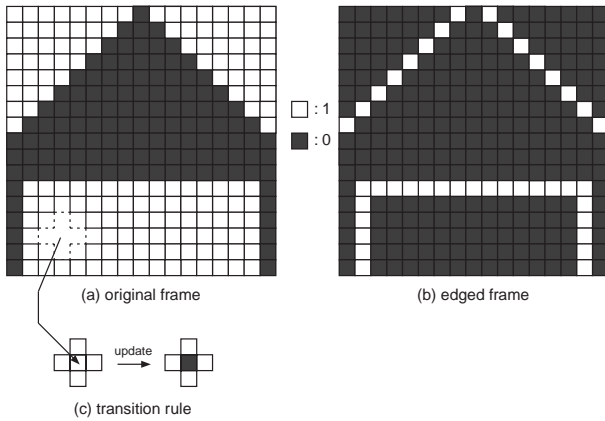 : 1
: 0
(a) original frame
(b) edged frame
update
(c) transition rule